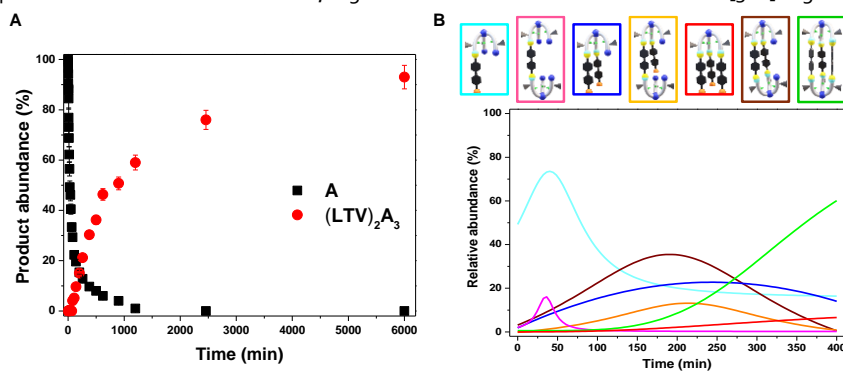 A
Product abundance (%)
100
80
60
40
20
0
A
(LTV)₂A₃
0 1000 2000 3000 4000 5000 6000
Time (min)
B
Relative abundance (%)
100
80
60
40
20
0
0 50 100 150 200 250 300 350 400
Time (min)